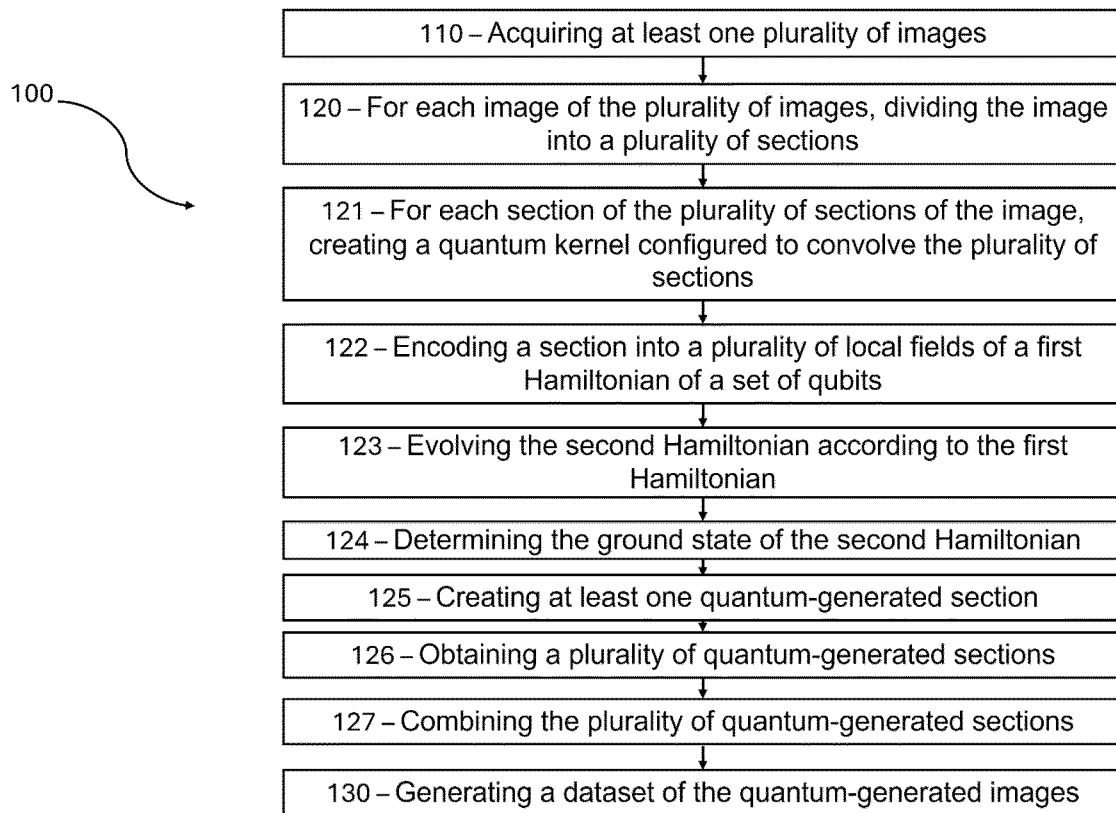 110 – Acquiring at least one plurality of images
100
120 – For each image of the plurality of images, dividing the image
into a plurality of sections
121 – For each section of the plurality of sections of the image,
creating a quantum kernel configured to convolve the plurality of
sections
122 – Encoding a section into a plurality of local fields of a first
Hamiltonian of a set of qubits
123 – Evolving the second Hamiltonian according to the first
Hamiltonian
124 – Determining the ground state of the second Hamiltonian
125 – Creating at least one quantum-generated section
126 – Obtaining a plurality of quantum-generated sections
127 – Combining the plurality of quantum-generated sections
130 – Generating a dataset of the quantum-generated images